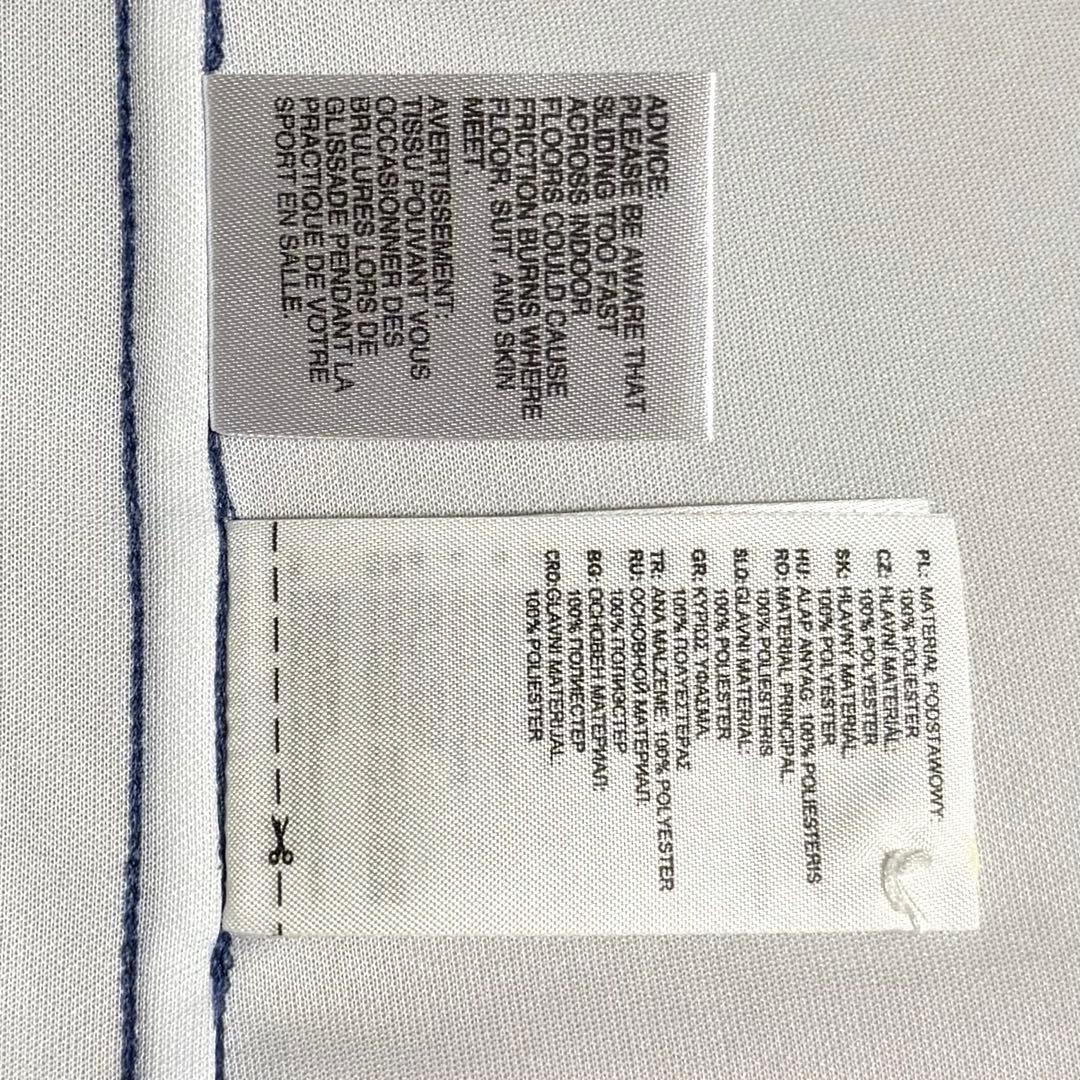 ADVICE:
PLEASE BE AWARE THAT
SLIDING TOO FAST
ACROSS INDOOR
FLOORS COULD CAUSE
FRICTION BURNS WHERE
FLOOR, SUIT, AND SKIN
MEET.
AVERTISSEMENT:
TISSU POUVANT VOUS
OCCASIONNER DES
BRULURES LORS DE
GLISSADE PENDANT LA
PRACTIQUE DE VOTRE
SPORT EN SALLE
PL: MATERIAL PODSTAWOWY:
100% POLIESTER
CZ: HLAVNÍ MATERIÁL:
100% POLYESTER
SK: HLAVNÝ MATERIÁL
100% POLYESTER
HU: ALAP ANYAG: 100% POLIESTERIS
RO: MATERIAL PRINCIPAL
100% POLIESTERIS
SLO: GLAVNI MATERIAL
100% POLIESTER
GR: ΚΥΡΙΩΣ ΥΦΑΣΜΑ
100% ΠΟΛΥΕΣΤΕΡΑΣ
TR: ANA MALZEME: 100% POLYESTER
RU: ОСНОВНОЙ МАТЕРИАЛ:
100% ПОЛИЭСТЕР
BG: ОСНОВЕН МАТЕРИАЛ:
100% ПОЛИЕСТЕР
CRO:GLAVNI MATERIJAL
100% POLIESTER